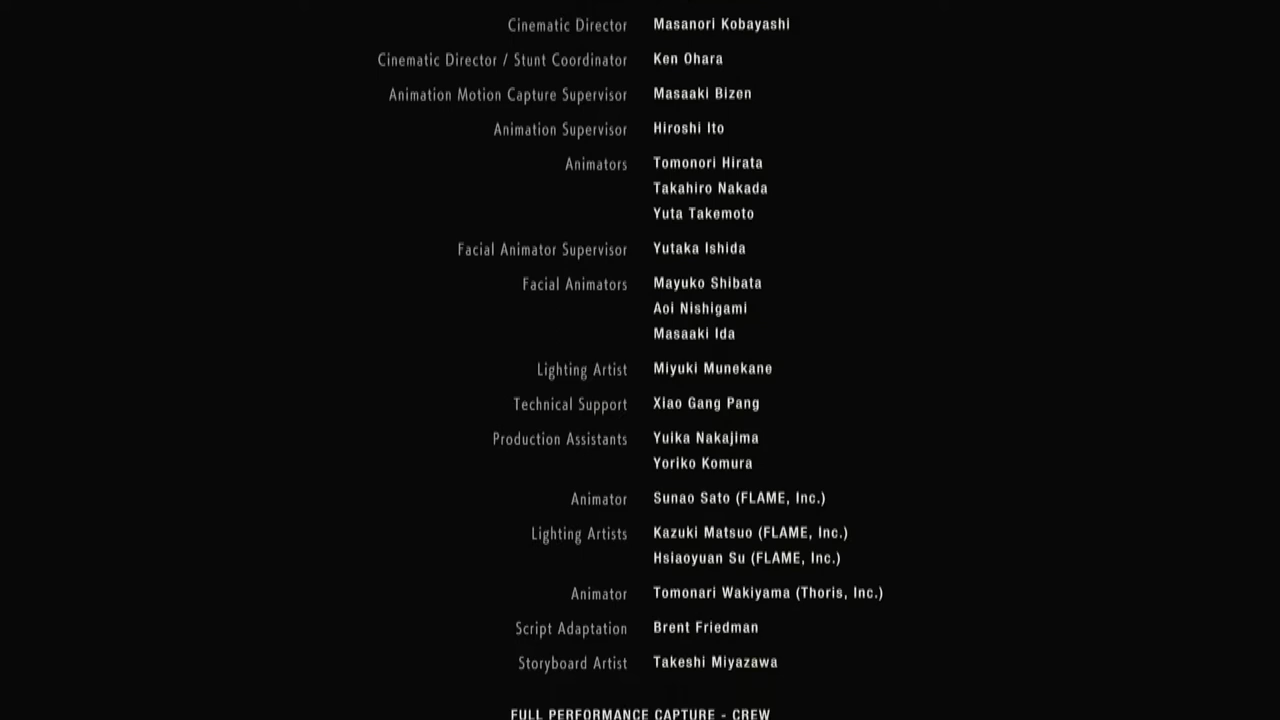 Cinematic Director Masanori Kobayashi
Cinematic Director / Stunt Coordinator Ken Ohara
Animation Motion Capture Supervisor Masaaki Bizen
Animation Supervisor Hiroshi Ito
Animators Tomonori Hirata
Takahiro Nakada
Yuta Takemoto
Facial Animator Supervisor Yutaka Ishida
Facial Animators Mayuko Shibata
Aoi Nishigami
Masaaki Ida
Lighting Artist Miyuki Munekane
Technical Support Xiao Gang Pang
Production Assistants Yuika Nakajima
Yoriko Komura
Animator Sunao Sato (FLAME, Inc.)
Lighting Artists Kazuki Matsuo (FLAME, Inc.)
Hsiaoyuan Su (FLAME, Inc.)
Animator Tomonari Wakiyama (Thoris, Inc.)
Script Adaptation Brent Friedman
Storyboard Artist Takeshi Miyazawa
FULL PERFORMANCE CAPTURE - CREW